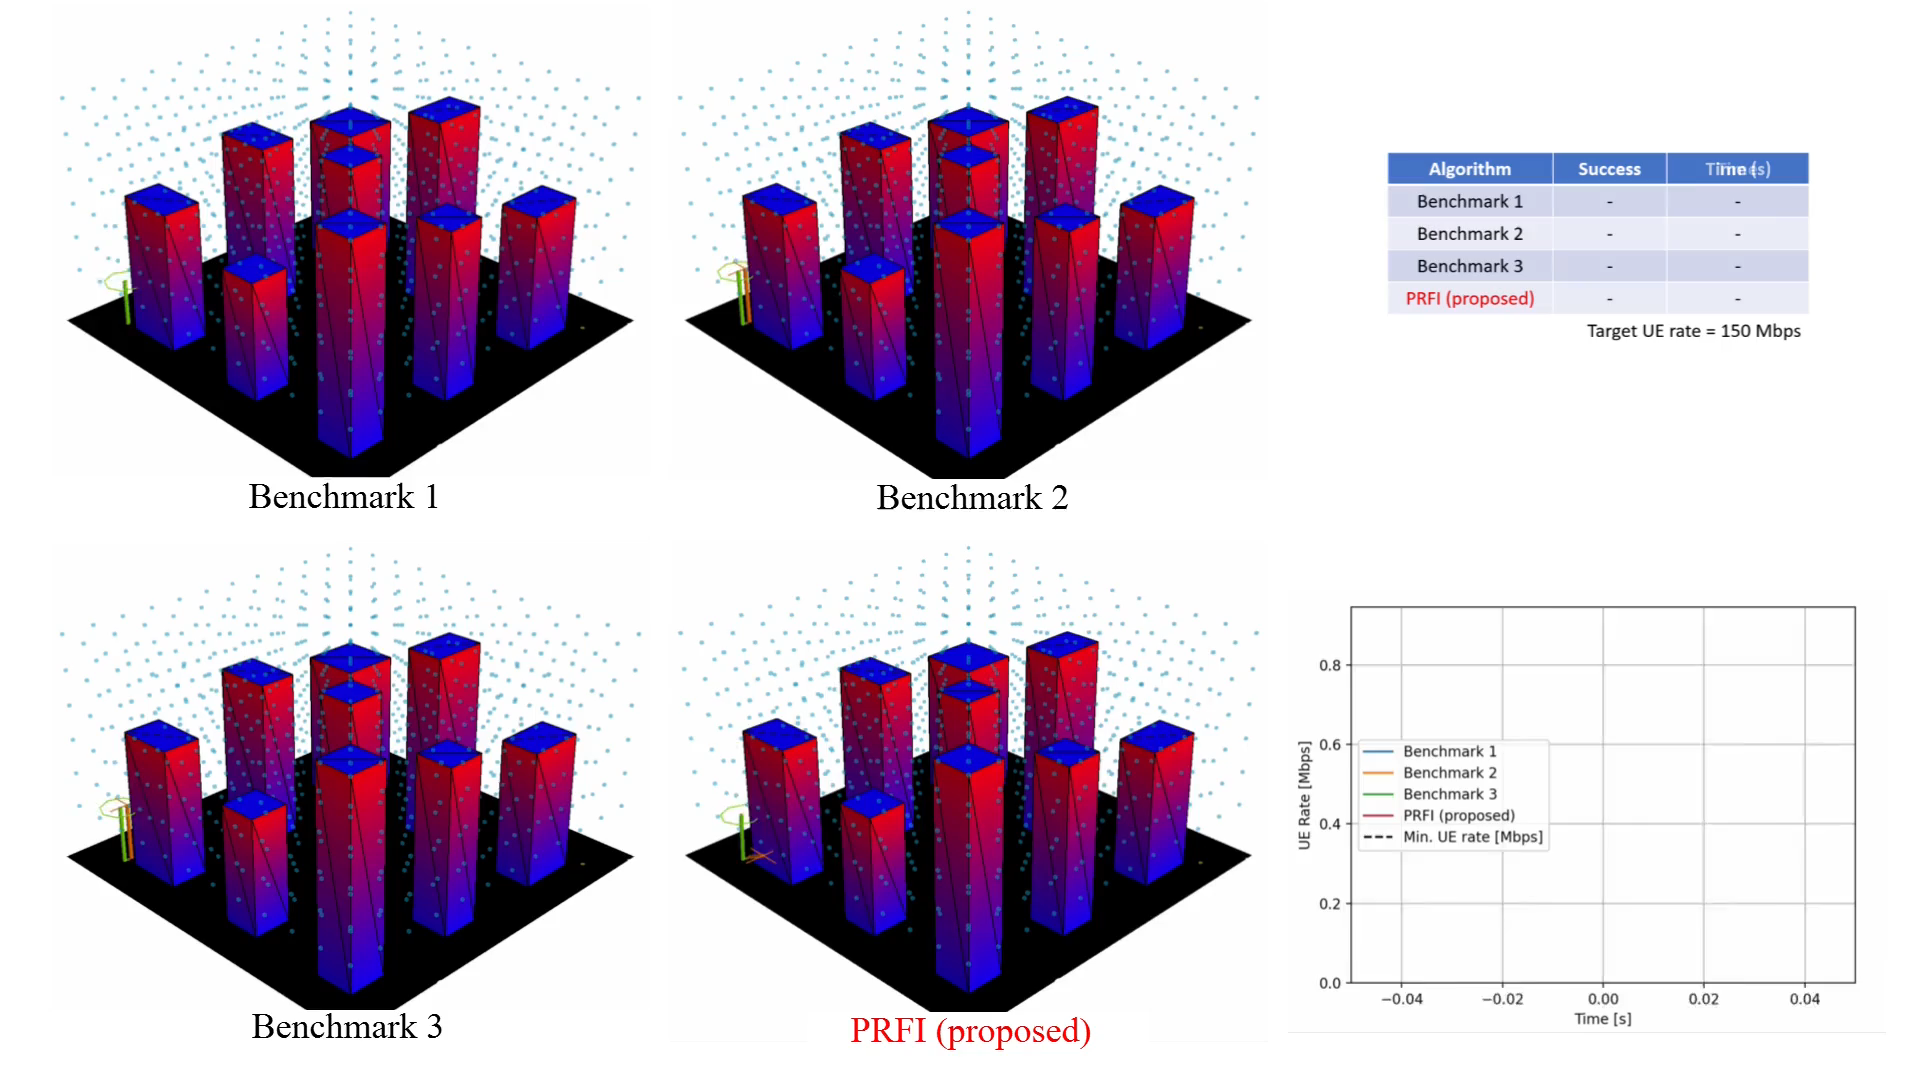 Benchmark 1
Benchmark 2
Algorithm Success Time (s)
Benchmark 1 - -
Benchmark 2 - -
Benchmark 3 - -
PRFI (proposed) - -
Target UE rate = 150 Mbps
Benchmark 3
PRFI (proposed)
UE Rate [Mbps]
0.8
0.6
0.4
0.2
0.0
Benchmark 1
Benchmark 2
Benchmark 3
PRFI (proposed)
Min. UE rate [Mbps]
−0.04 −0.02 0.00 0.02 0.04
Time [s]